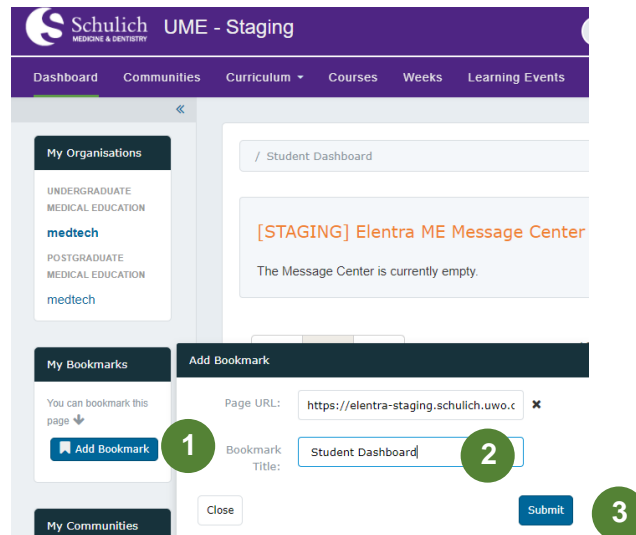 Schulich UME - Staging
MEDICINE & DENTISTRY
Dashboard Communities Curriculum Courses Weeks Learning Events
«
My Organisations
UNDERGRADUATE
MEDICAL EDUCATION
medtech
POSTGRADUATE
MEDICAL EDUCATION
medtech
/ Student Dashboard
[STAGING] Elentra ME Message Center
The Message Center is currently empty.
My Bookmarks
You can bookmark this
page
Add Bookmark
1
Add Bookmark
Page URL: https://elentra-staging.schulich.uwo.c
Bookmark
Title:
Student Dashboard
2
Close
Submit
3
My Communities